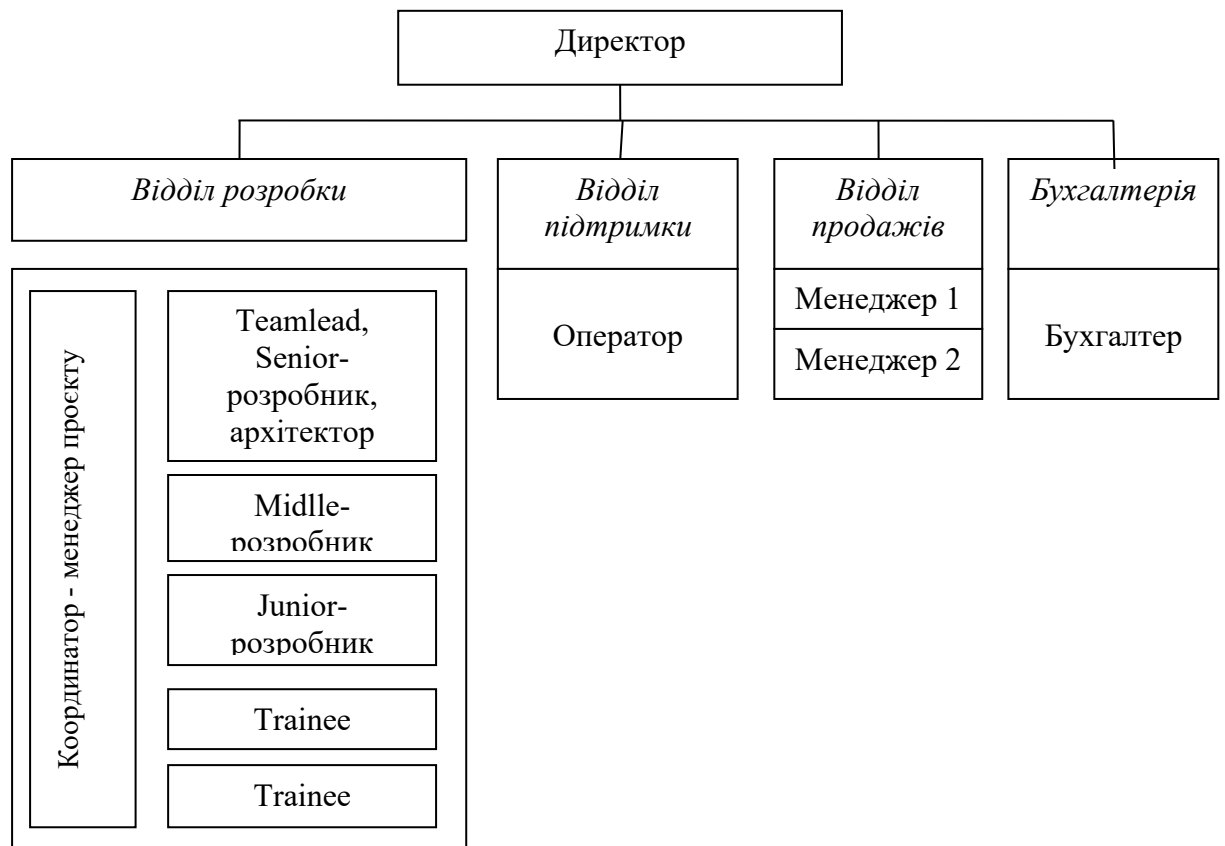 Директор
Відділ розробки
Відділ
підтримки
Відділ
продажів
Бухгалтерія
Координатор - менеджер проєкту
Teamlead,
Senior-
розробник,
архітектор
Midlle-
розробник
Junior-
розробник
Trainee
Trainee
Оператор
Менеджер 1
Менеджер 2
Бухгалтер